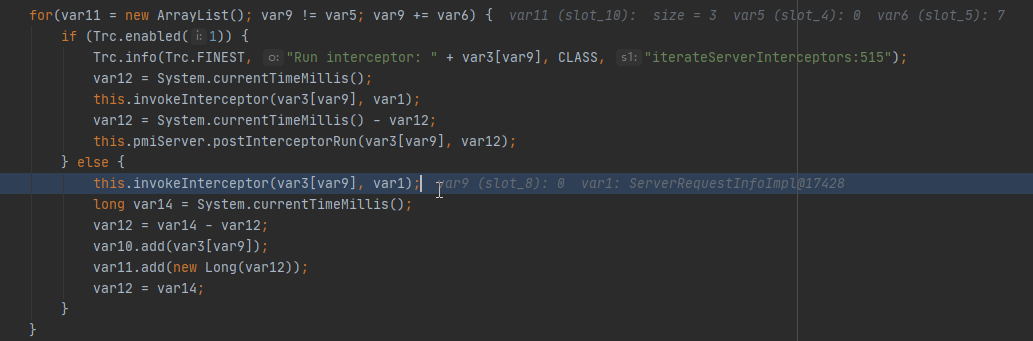 for(var11 = new ArrayList(); var9 != var5; var9 += var6) {  var11 (slot_10):  size = 3  var5 (slot_4): 0  var6 (slot_5): 7
    if (Trc.enabled( i: 1)) {
        Trc.info(Trc.FINEST, o: "Run interceptor: " + var3[var9], CLASS, s1: "iterateServerInterceptors:515");
        var12 = System.currentTimeMillis();
        this.invokeInterceptor(var3[var9], var1);
        var12 = System.currentTimeMillis() - var12;
        this.pmiServer.postInterceptorRun(var3[var9], var12);
    } else {
        this.invokeInterceptor(var3[var9], var1);  var9 (slot_8): 0  var1: ServerRequestInfoImpl@17428
        long var14 = System.currentTimeMillis();
        var12 = var14 - var12;
        var10.add(var3[var9]);
        var11.add(new Long(var12));
        var12 = var14;
    }
}